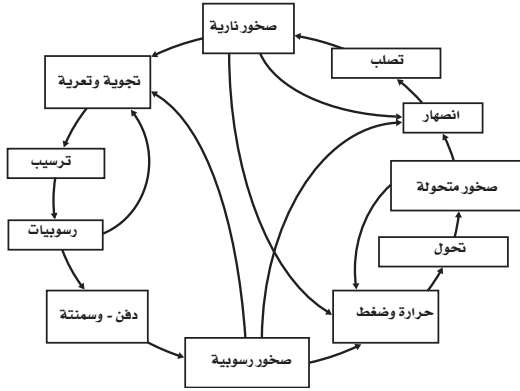 صخور نارية
تصلب
تجوية وتعرية
انصهار
ترسيب
صخور متحولة
رسوبيات
تحول
دفن - وسمنتة
حرارة وضغط
صخور رسوبية